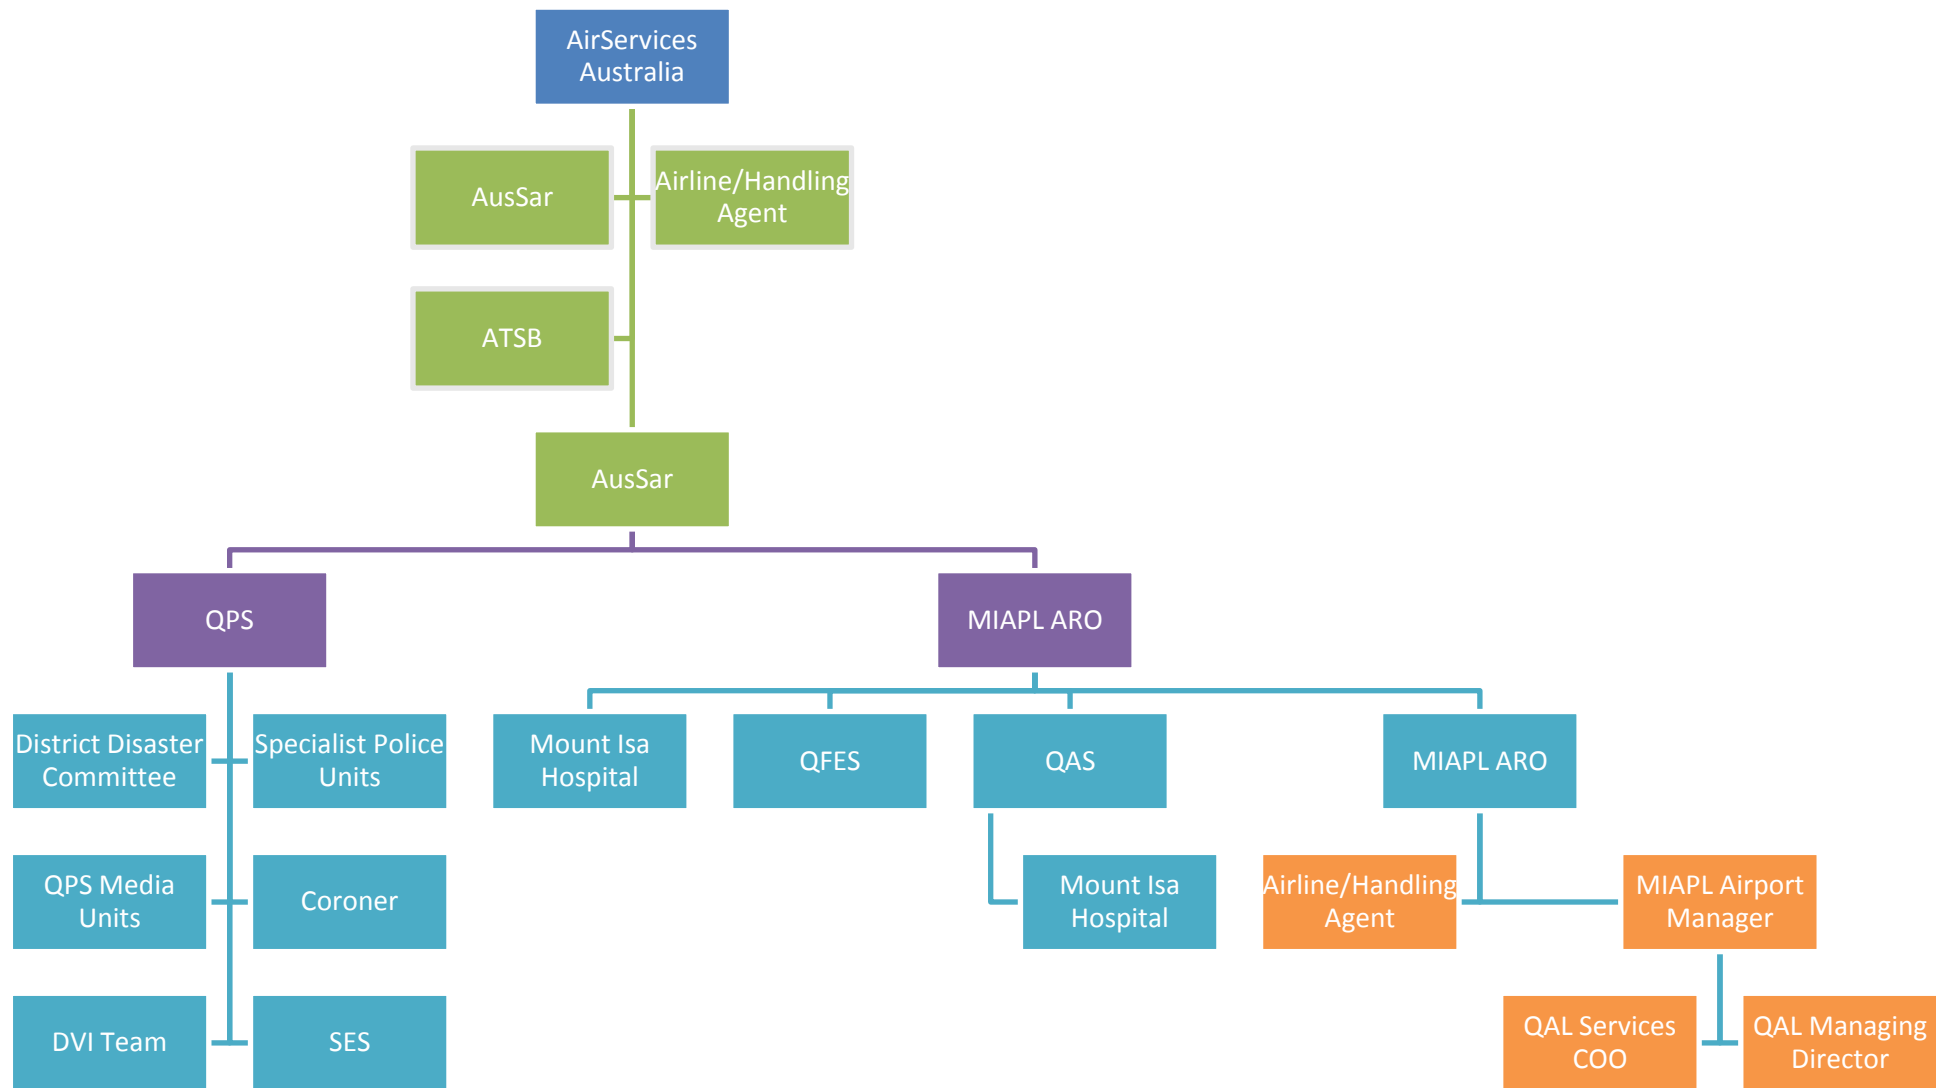 AirServices
Australia
AusSar
Airline/Handling
Agent
ATSB
AusSar
QPS
MIAPL ARO
District Disaster
Committee
Specialist Police
Units
Mount Isa
Hospital
QFES
QAS
MIAPL ARO
QPS Media
Units
Coroner
Mount Isa
Hospital
Airline/Handling
Agent
MIAPL Airport
Manager
DVI Team
SES
QAL Services
COO
QAL Managing
Director